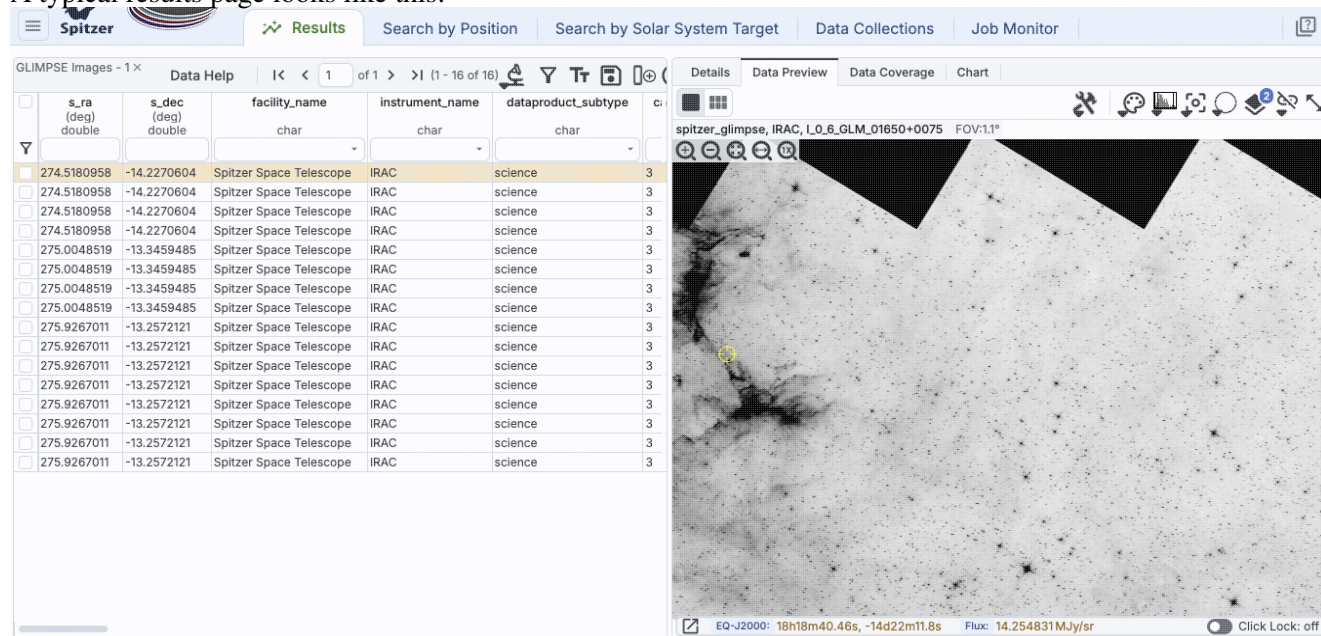 A typical results page looks like this:
Spitzer
Results
Search by Position
Search by Solar System Target
Data Collections
Job Monitor
GLIMPSE Images - 1 ×
Data Help
1 of 1 (1 - 16 of 16)
s_ra s_dec facility_name instrument_name dataproduct_subtype
(deg) (deg)
double double char char char
274.5180958 -14.2270604 Spitzer Space Telescope IRAC science 3
274.5180958 -14.2270604 Spitzer Space Telescope IRAC science 3
274.5180958 -14.2270604 Spitzer Space Telescope IRAC science 3
274.5180958 -14.2270604 Spitzer Space Telescope IRAC science 3
275.0048519 -13.3459485 Spitzer Space Telescope IRAC science 3
275.0048519 -13.3459485 Spitzer Space Telescope IRAC science 3
275.0048519 -13.3459485 Spitzer Space Telescope IRAC science 3
275.0048519 -13.3459485 Spitzer Space Telescope IRAC science 3
275.9267011 -13.2572121 Spitzer Space Telescope IRAC science 3
275.9267011 -13.2572121 Spitzer Space Telescope IRAC science 3
275.9267011 -13.2572121 Spitzer Space Telescope IRAC science 3
275.9267011 -13.2572121 Spitzer Space Telescope IRAC science 3
275.9267011 -13.2572121 Spitzer Space Telescope IRAC science 3
275.9267011 -13.2572121 Spitzer Space Telescope IRAC science 3
275.9267011 -13.2572121 Spitzer Space Telescope IRAC science 3
275.9267011 -13.2572121 Spitzer Space Telescope IRAC science 3
Details Data Preview Data Coverage Chart
2
spitzer_glimpse, IRAC, I_0_6_GLM_01650+0075 FOV:1.1°
1X
EQ-J2000: 18h18m40.46s, -14d22m11.8s Flux: 14.254831 MJy/sr
Click Lock: off